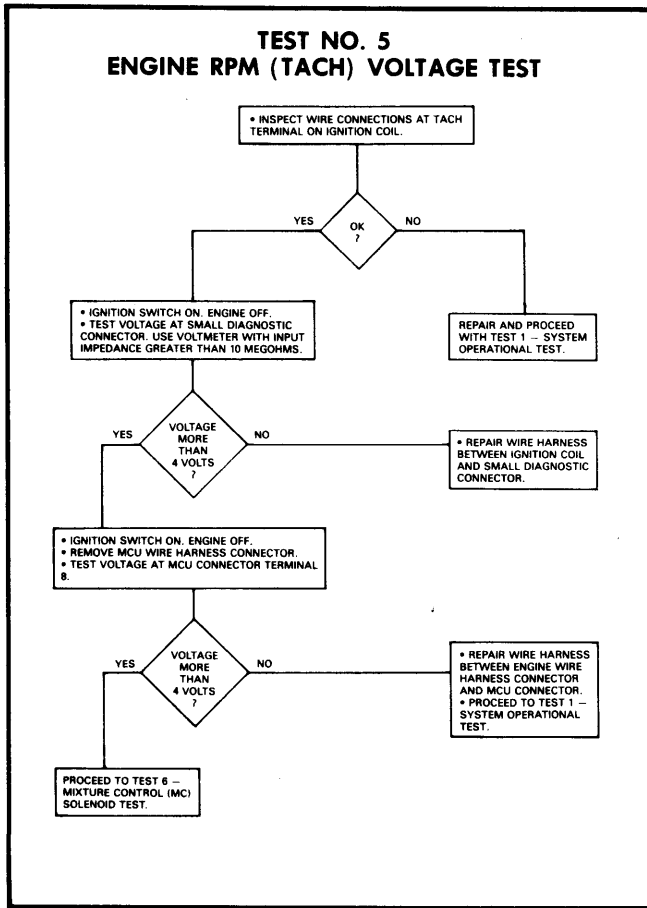 TEST NO. 5
ENGINE RPM (TACH) VOLTAGE TEST
• INSPECT WIRE CONNECTIONS AT TACH
TERMINAL ON IGNITION COIL.
YES
OK
?
NO
• IGNITION SWITCH ON. ENGINE OFF.
• TEST VOLTAGE AT SMALL DIAGNOSTIC
CONNECTOR. USE VOLTMETER WITH INPUT
IMPEDANCE GREATER THAN 10 MEGOHMS.
REPAIR AND PROCEED
WITH TEST 1 – SYSTEM
OPERATIONAL TEST.
YES
VOLTAGE
MORE
THAN
4 VOLTS
?
NO
• REPAIR WIRE HARNESS
BETWEEN IGNITION COIL
AND SMALL DIAGNOSTIC
CONNECTOR.
• IGNITION SWITCH ON. ENGINE OFF.
• REMOVE MCU WIRE HARNESS CONNECTOR.
• TEST VOLTAGE AT MCU CONNECTOR TERMINAL
8.
YES
VOLTAGE
MORE
THAN
4 VOLTS
?
NO
• REPAIR WIRE HARNESS
BETWEEN ENGINE WIRE
HARNESS CONNECTOR
AND MCU CONNECTOR.
• PROCEED TO TEST 1 –
SYSTEM OPERATIONAL
TEST.
PROCEED TO TEST 6 –
MIXTURE CONTROL (MC)
SOLENOID TEST.